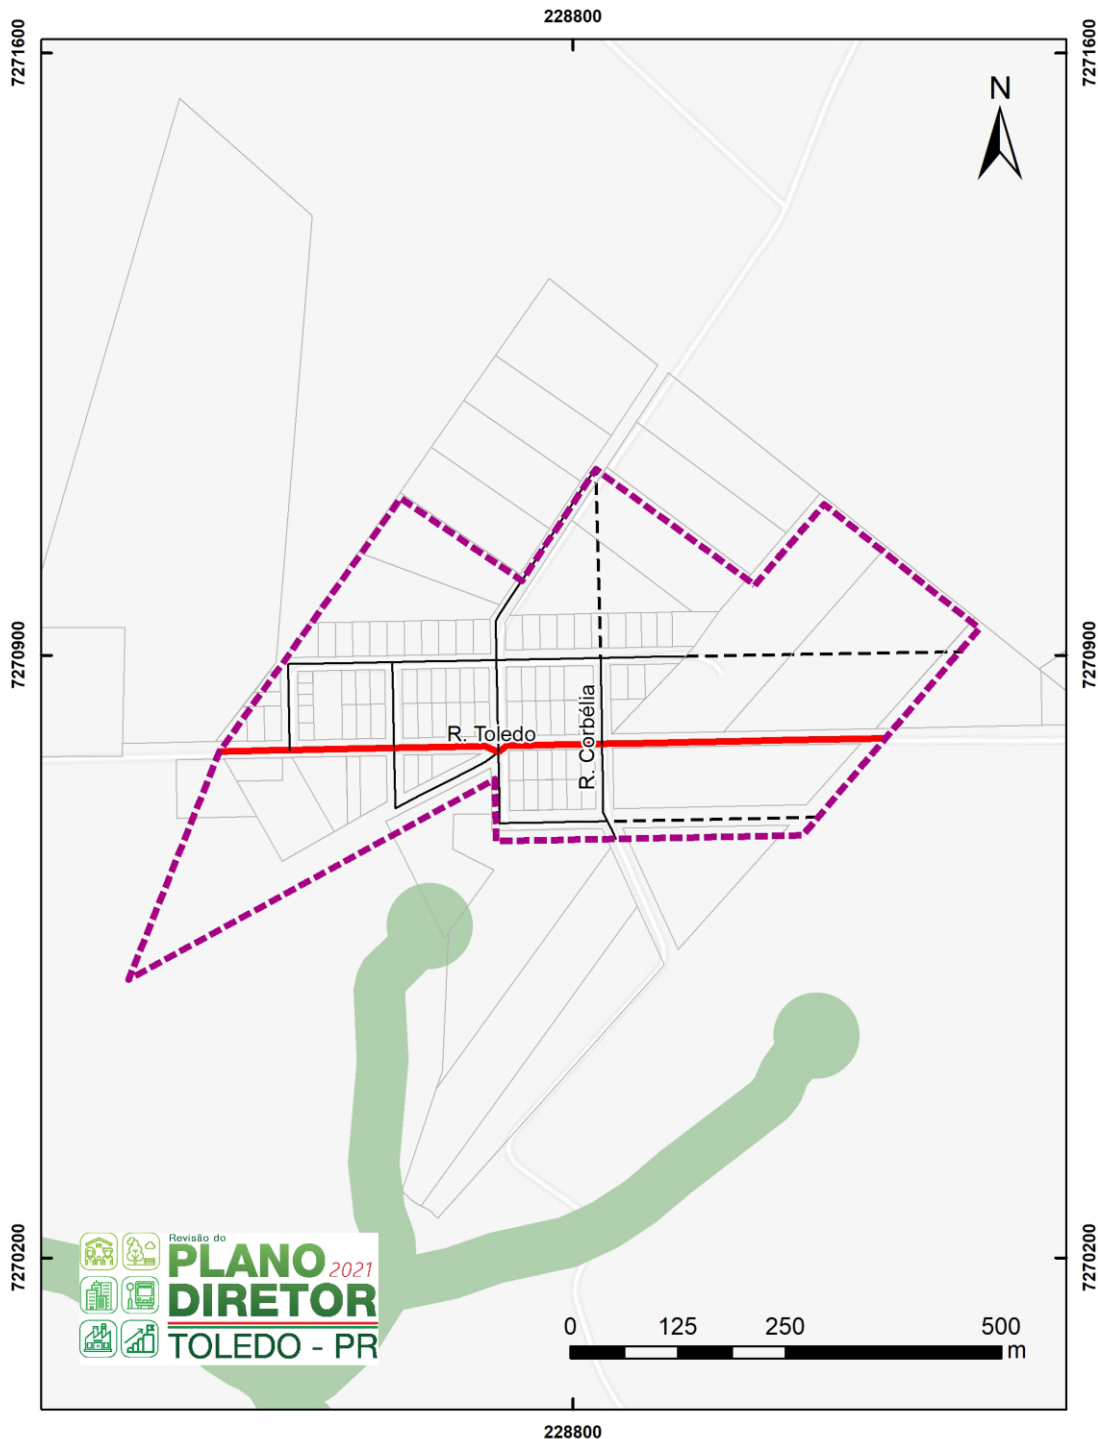 228800
7271600
7271600
N
7270900
7270900
R. Toledo
R. Corbélia
7270200
7270200
Revisão do
PLANO 2021
DIRETOR
TOLEDO - PR
0 125 250 500
m
228800